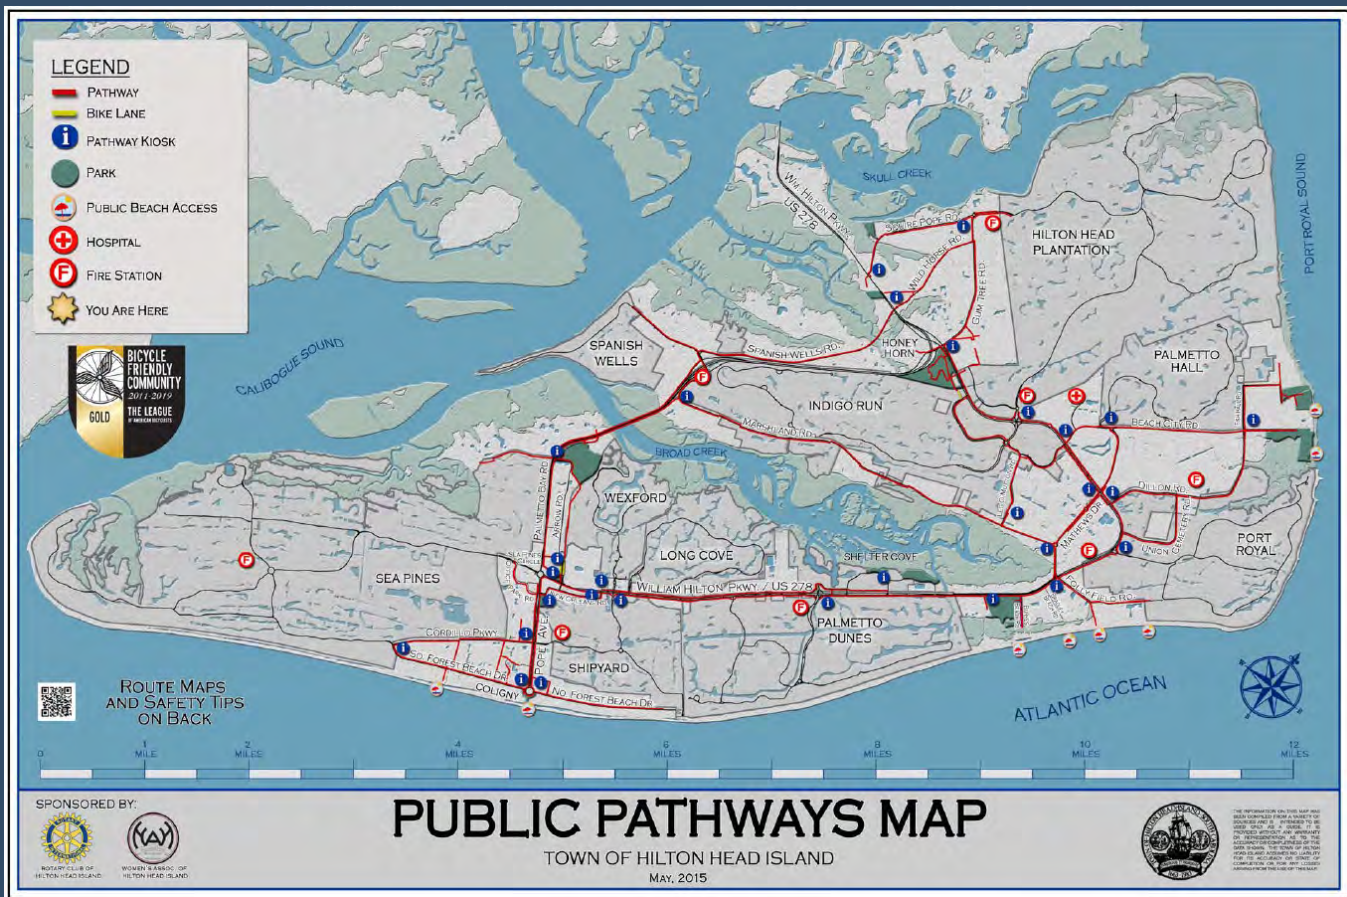 LEGEND
PATHWAY
BIKE LANE
PATHWAY KIOSK
PARK
PUBLIC BEACH ACCESS
HOSPITAL
FIRE STATION
YOU ARE HERE
BICYCLE
FRIENDLY
COMMUNITY
2011-2019
GOLD
THE LEAGUE
OF AMERICAN BICYCLISTS
CALIBOGUE SOUND
SKULL CREEK
PORT ROYAL SOUND
WM. HILTON PKWY.
US 278
SQUIRE POPE RD.
WILD HORSE RD.
GUM TREE RD.
HILTON HEAD
PLANTATION
SPANISH
WELLS
SPANISH WELLS RD.
HONEY
HORN
PALMETTO
HALL
INDIGO RUN
MARSHLAND RD.
BEACH CITY RD.
BROAD CREEK
PALMETTO BAY RD.
ARROW RD.
WEXFORD
DILLON RD.
MATHEWS DR.
UNION CEMETERY RD.
PORT
ROYAL
SEA PINES
LONG COVE
SHELTER COVE
WILLIAM HILTON PKWY. / US 278
FOLLY FIELD RD.
PALMETTO
DUNES
CORDILLO PKWY.
POPE AVE.
SHIPYARD
SO. FOREST BEACH DR.
COLIGNY
NO. FOREST BEACH DR.
ATLANTIC OCEAN
ROUTE MAPS
AND SAFETY TIPS
ON BACK
0
1
MILE
2
MILES
4
MILES
6
MILES
8
MILES
10
MILES
12
MILES
SPONSORED BY:
ROTARY CLUB OF
HILTON HEAD ISLAND
WOMEN'S ASSOC. OF
HILTON HEAD ISLAND
PUBLIC PATHWAYS MAP
TOWN OF HILTON HEAD ISLAND
MAY, 2015